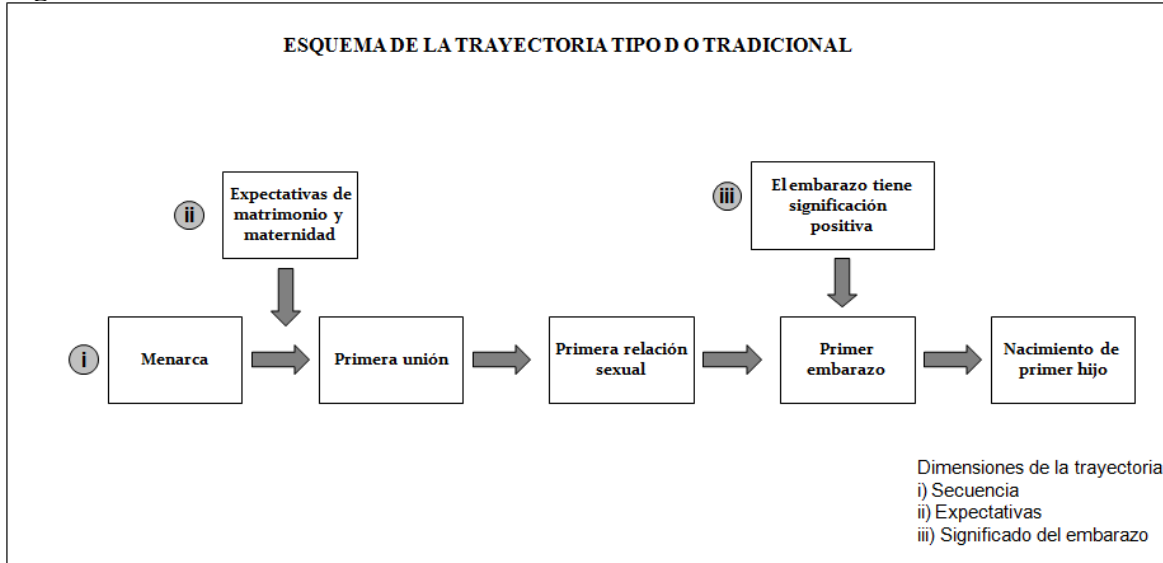 ESQUEMA DE LA TRAYECTORIA TIPO D O TRADICIONAL
ii
Expectativas de
matrimonio y
maternidad
iii
El embarazo tiene
significación
positiva
i
Menarca
Primera unión
Primera relación
sexual
Primer
embarazo
Nacimiento de
primer hijo
Dimensiones de la trayectoria
i) Secuencia
ii) Expectativas
iii) Significado del embarazo